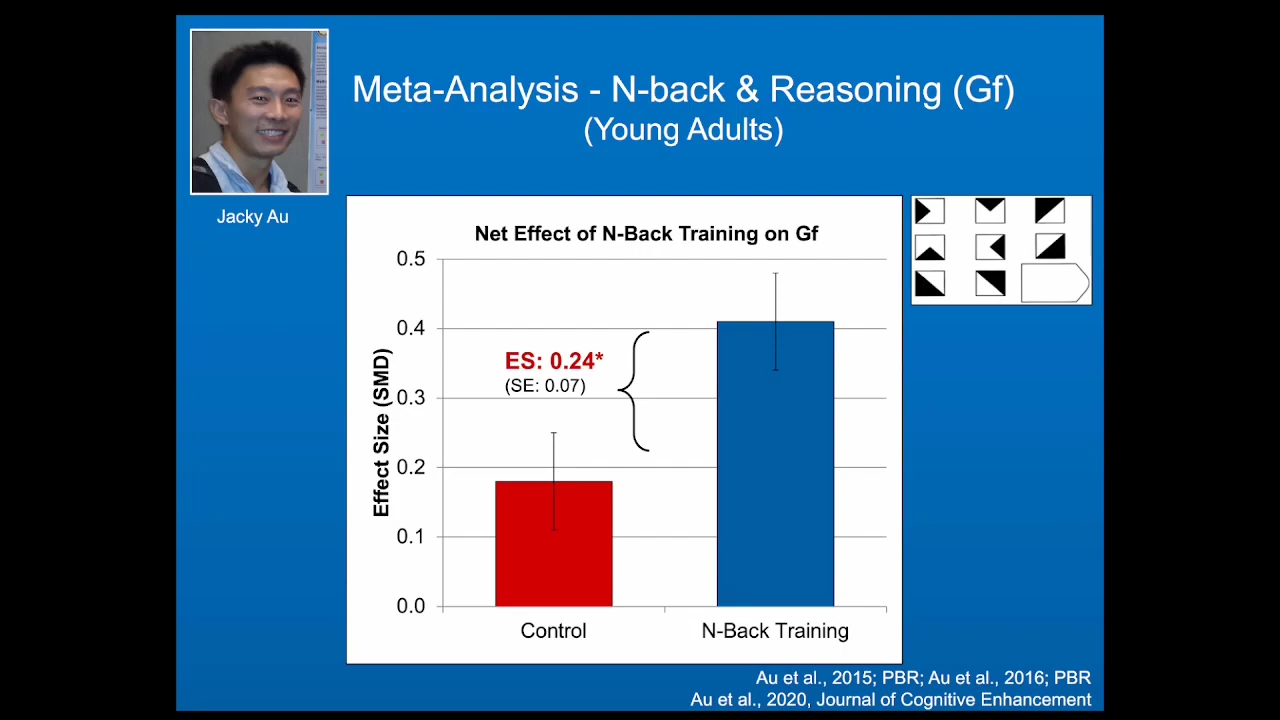 Meta-Analysis - N-back & Reasoning (Gf)
(Young Adults)
Jacky Au
Net Effect of N-Back Training on Gf
Effect Size (SMD)
0.5
0.4
0.3
0.2
0.1
0.0
ES: 0.24*
(SE: 0.07)
Control
N-Back Training
Au et al., 2015; PBR; Au et al., 2016; PBR
Au et al., 2020, Journal of Cognitive Enhancement